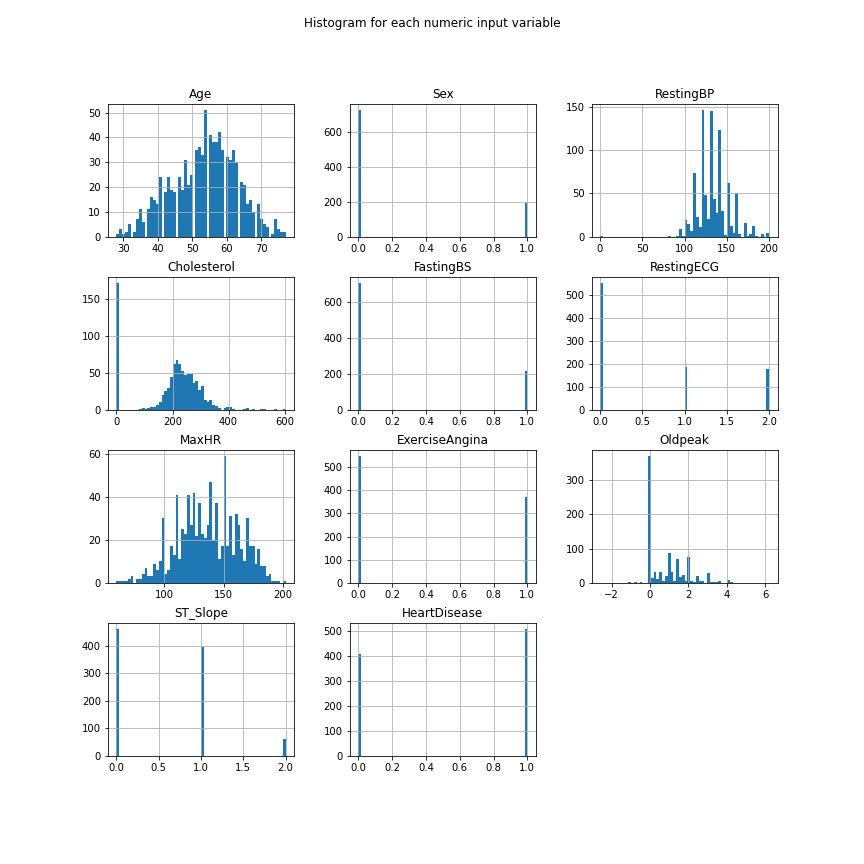 Histogram for each numeric input variable
Age
50
40
30
20
10
0
30 40 50 60 70
Sex
600
400
200
0
0.0 0.2 0.4 0.6 0.8 1.0
RestingBP
150
100
50
0
0 50 100 150 200
Cholesterol
150
100
50
0
0 200 400 600
FastingBS
600
400
200
0
0.0 0.2 0.4 0.6 0.8 1.0
RestingECG
500
400
300
200
100
0
0.0 0.5 1.0 1.5 2.0
MaxHR
60
40
20
0
100 150 200
ExerciseAngina
500
400
300
200
100
0
0.0 0.2 0.4 0.6 0.8 1.0
Oldpeak
300
200
100
0
−2 0 2 4 6
ST_Slope
400
300
200
100
0
0.0 0.5 1.0 1.5 2.0
HeartDisease
500
400
300
200
100
0
0.0 0.2 0.4 0.6 0.8 1.0